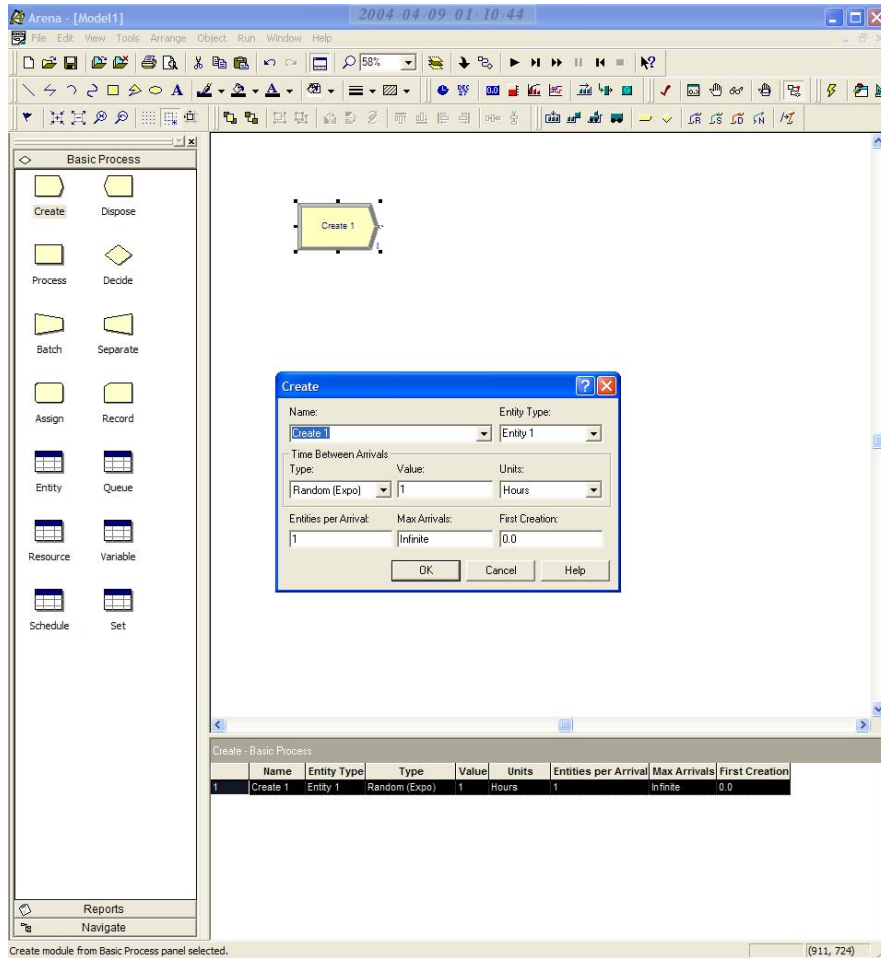 Arena - [Model1]
2004-04-09 01-10-44
File Edit View Tools Arrange Object Run Window Help
58%
Basic Process
Create Dispose
Process Decide
Batch Separate
Assign Record
Entity Queue
Resource Variable
Schedule Set
Reports
Navigate
Create 1
Create
Name: Entity Type:
Create 1 Entity 1
Time Between Arrivals
Type: Value: Units:
Random (Expo) 1 Hours
Entities per Arrival: Max Arrivals: First Creation:
1 Infinite 0.0
OK Cancel Help
Create - Basic Process
Name Entity Type Type Value Units Entities per Arrival Max Arrivals First Creation
1 Create 1 Entity 1 Random (Expo) 1 Hours 1 Infinite 0.0
Create module from Basic Process panel selected. (911, 724)